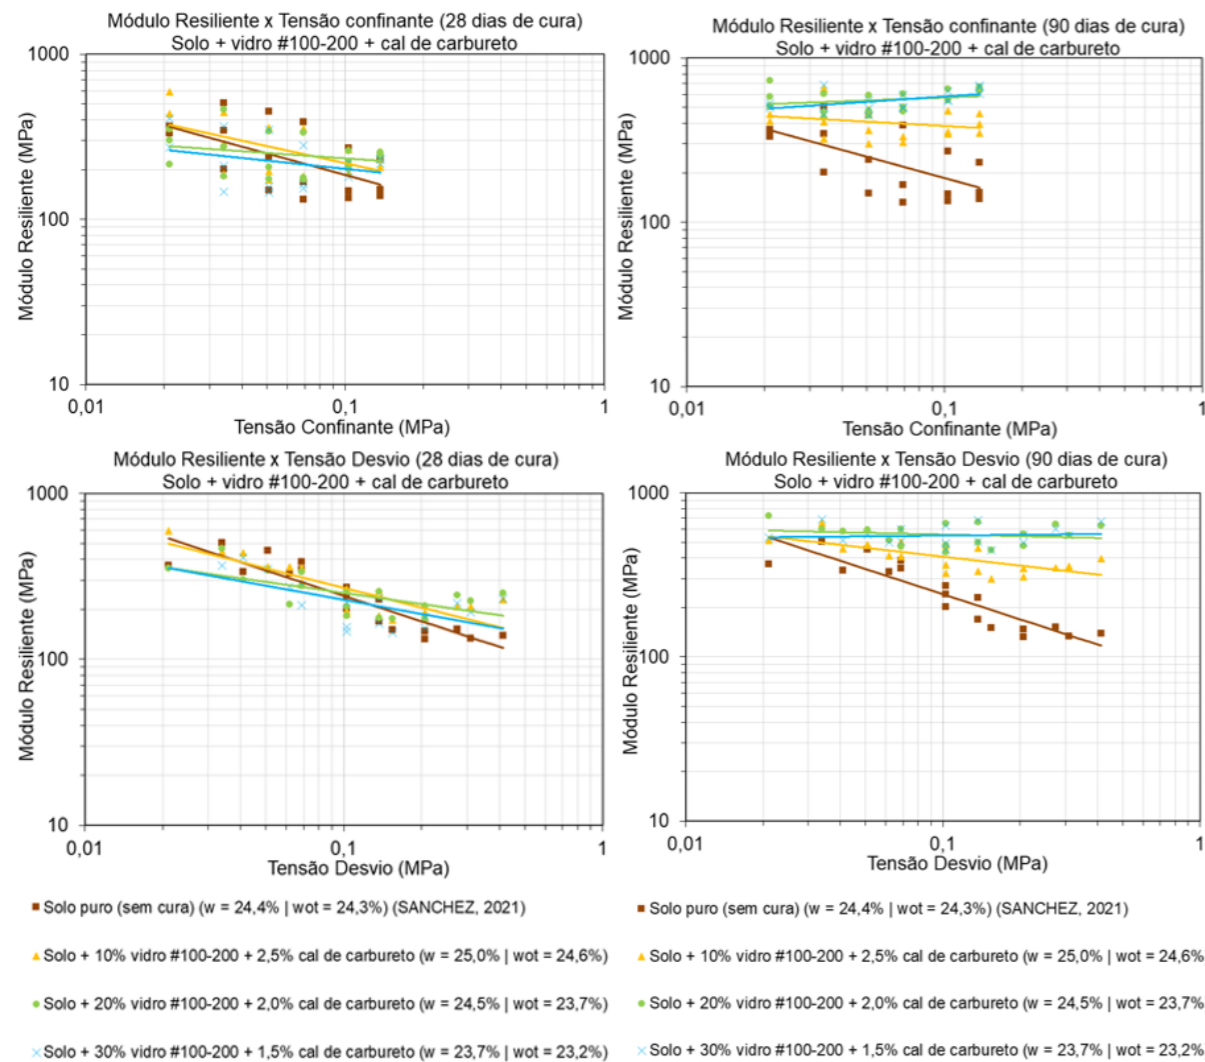 Módulo Resiliente x Tensão confinante (28 dias de cura)
Solo + vidro #100-200 + cal de carbureto
1000
100
10
0,01
0,1
1
Módulo Resiliente (MPa)
Tensão Confinante (MPa)
Módulo Resiliente x Tensão confinante (90 dias de cura)
Solo + vidro #100-200 + cal de carbureto
1000
100
10
0,01
0,1
1
Módulo Resiliente (MPa)
Tensão Confinante (MPa)
Módulo Resiliente x Tensão Desvio (28 dias de cura)
Solo + vidro #100-200 + cal de carbureto
1000
100
10
0,01
0,1
1
Módulo Resiliente (MPa)
Tensão Desvio (MPa)
Módulo Resiliente x Tensão Desvio (90 dias de cura)
Solo + vidro #100-200 + cal de carbureto
1000
100
10
0,01
0,1
1
Módulo Resiliente (MPa)
Tensão Desvio (MPa)
Solo puro (sem cura) (w = 24,4% | wot = 24,3%) (SANCHEZ, 2021)
Solo + 10% vidro #100-200 + 2,5% cal de carbureto (w = 25,0% | wot = 24,6%)
Solo + 20% vidro #100-200 + 2,0% cal de carbureto (w = 24,5% | wot = 23,7%)
Solo + 30% vidro #100-200 + 1,5% cal de carbureto (w = 23,7% | wot = 23,2%)
Solo puro (sem cura) (w = 24,4% | wot = 24,3%) (SANCHEZ, 2021)
Solo + 10% vidro #100-200 + 2,5% cal de carbureto (w = 25,0% | wot = 24,6%
Solo + 20% vidro #100-200 + 2,0% cal de carbureto (w = 24,5% | wot = 23,7%
Solo + 30% vidro #100-200 + 1,5% cal de carbureto (w = 23,7% | wot = 23,2%